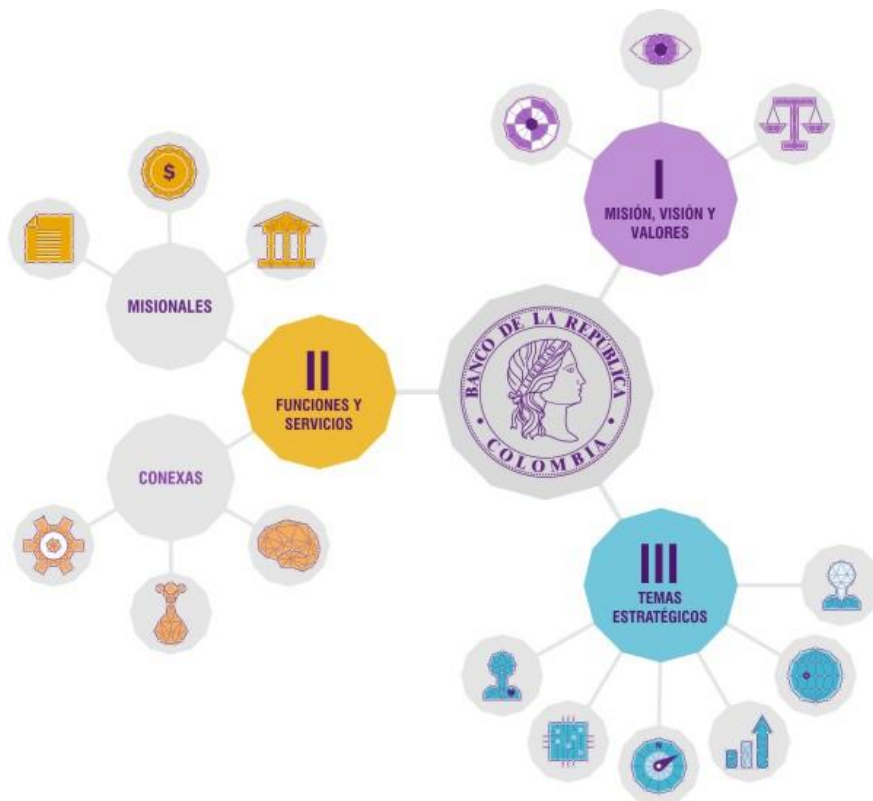 I
MISIÓN, VISIÓN Y
VALORES
$
MISIONALES
II
FUNCIONES Y
SERVICIOS
BANCO DE LA REPÚBLICA
COLOMBIA
CONEXAS
III
TEMAS
ESTRATÉGICOS
N